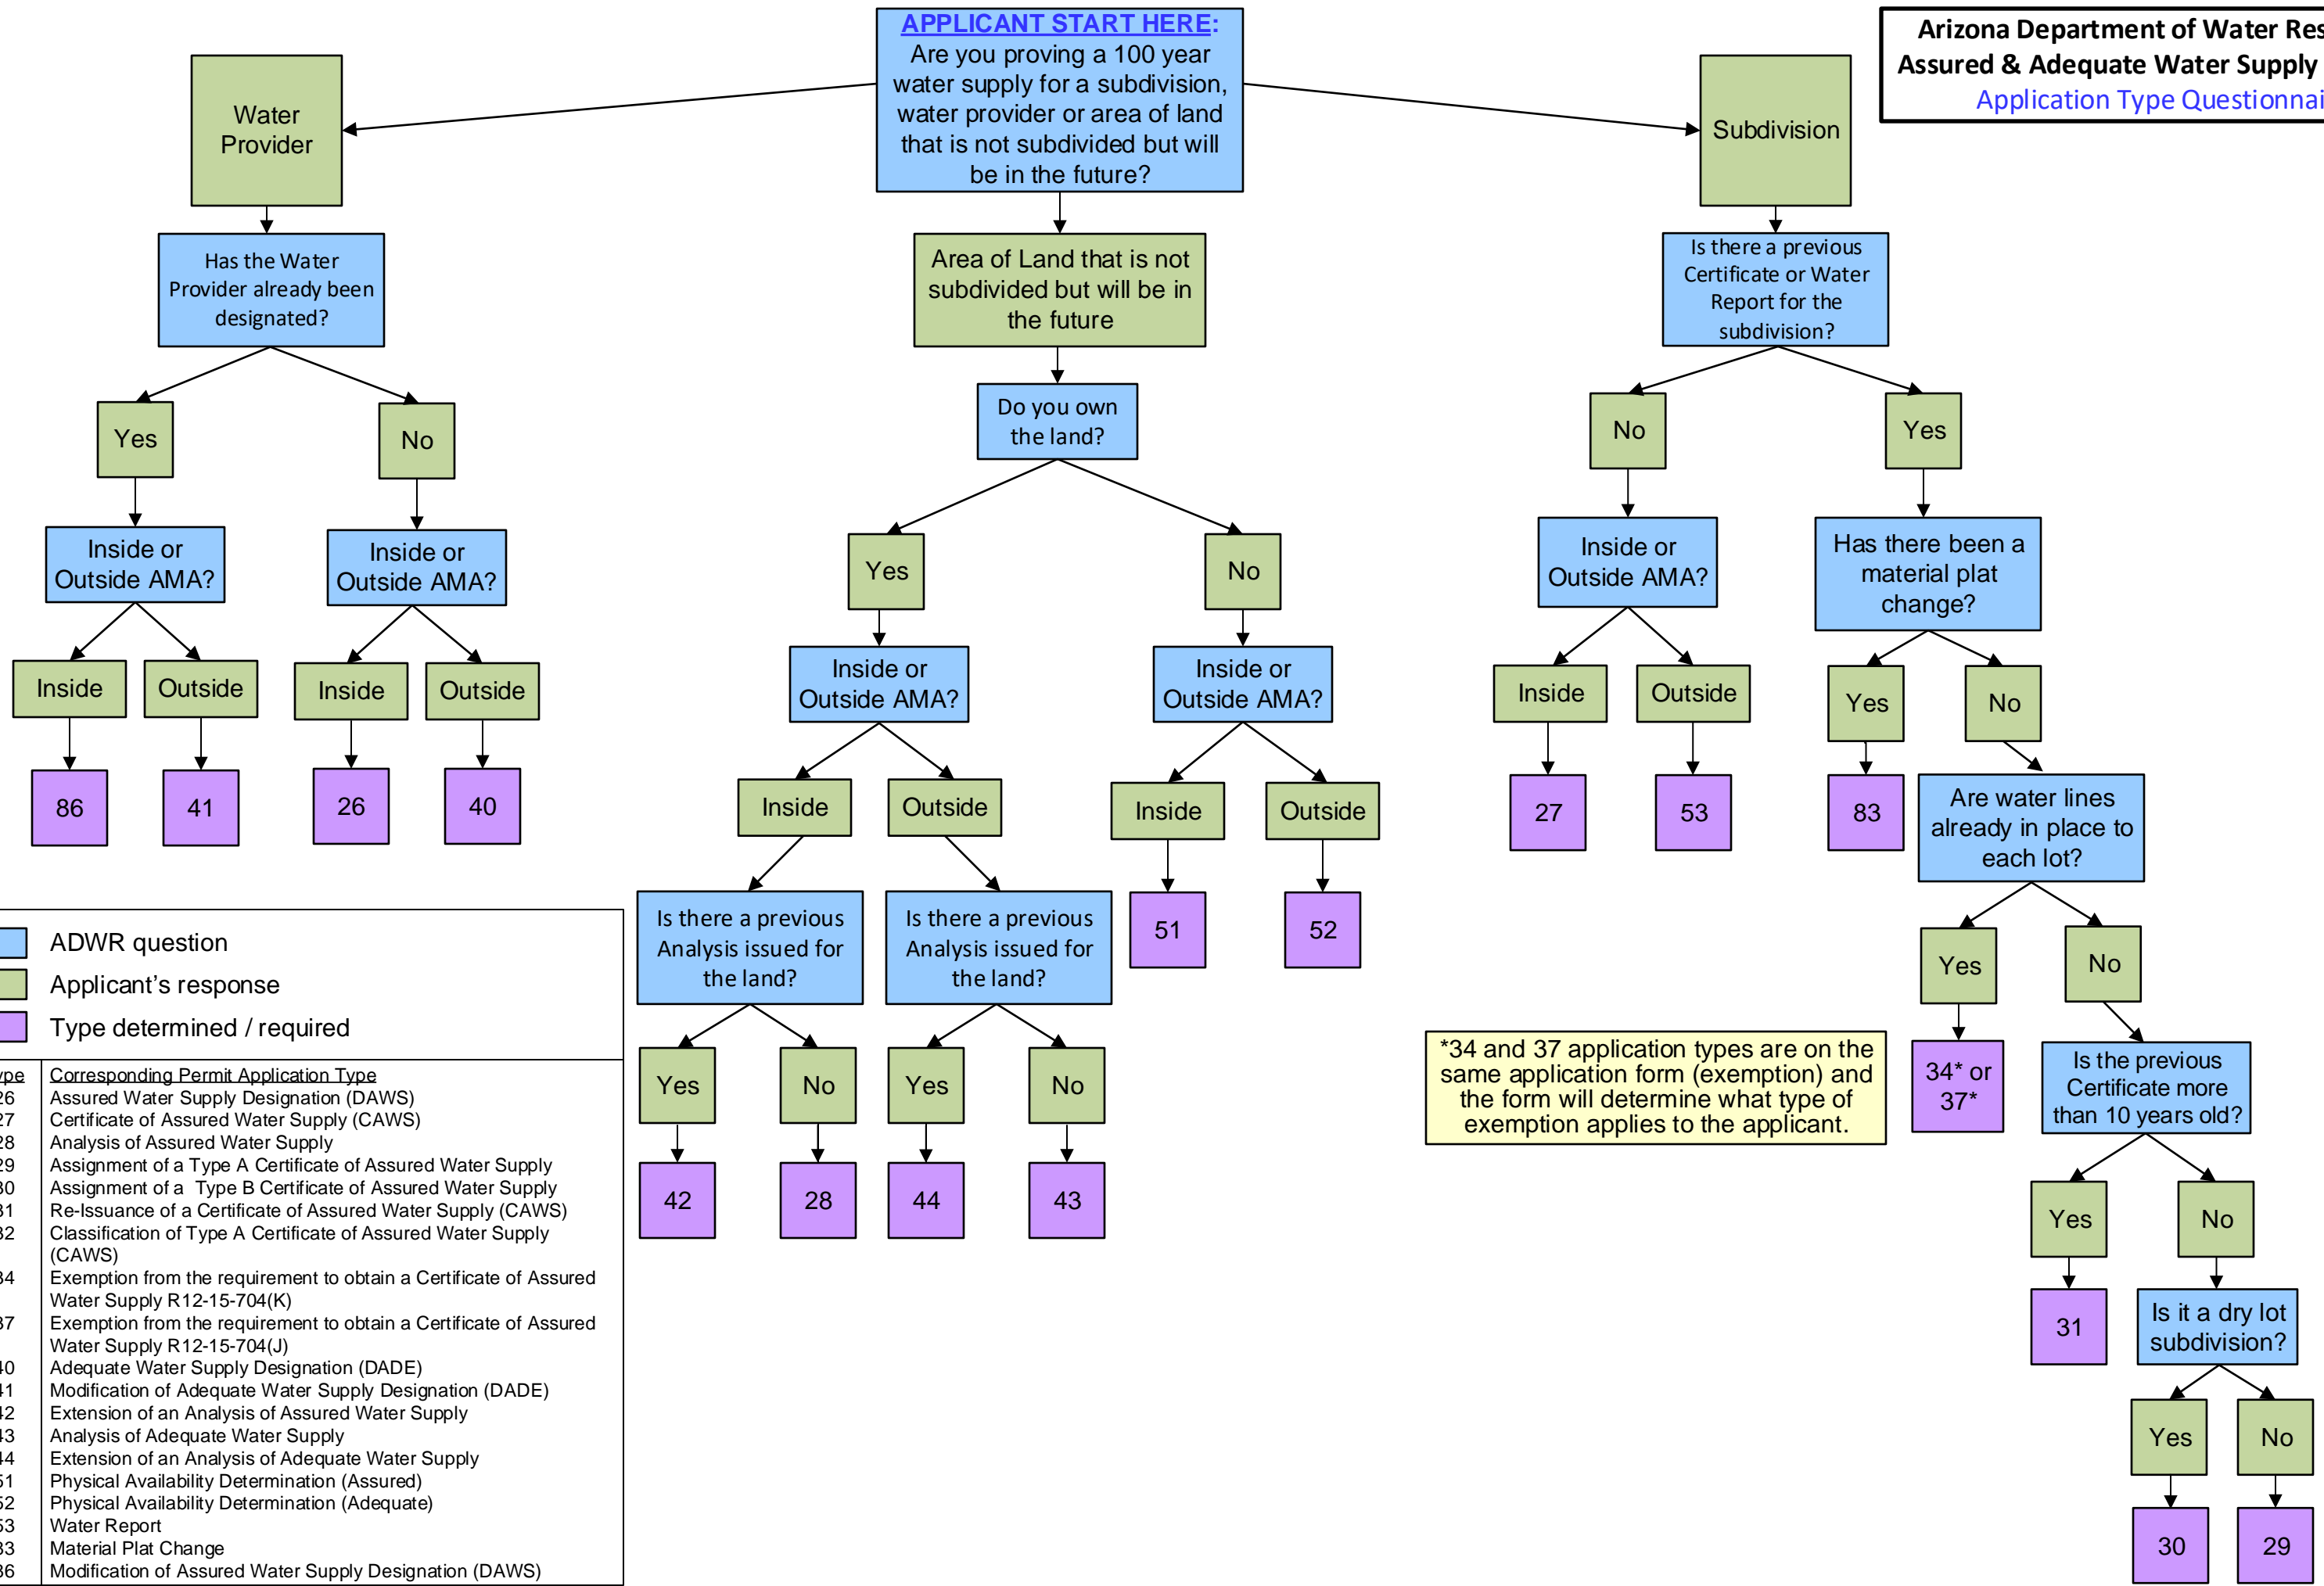 APPLICANT START HERE:
Are you proving a 100 year
water supply for a subdivision,
water provider or area of land
that is not subdivided but will
be in the future?
Arizona Department of Water Res
Assured & Adequate Water Supply
Application Type Questionnai
Water
Provider
Subdivision
Has the Water
Provider already been
designated?
Area of Land that is not
subdivided but will be in
the future
Is there a previous
Certificate or Water
Report for the
subdivision?
Yes
No
Do you own
the land?
No
Yes
Inside or
Outside AMA?
Inside or
Outside AMA?
Yes
No
Inside or
Outside AMA?
Has there been a
material plat
change?
Inside
Outside
Inside
Outside
Inside or
Outside AMA?
Inside or
Outside AMA?
Inside
Outside
Yes
No
86
41
26
40
Inside
Outside
Inside
Outside
27
53
83
Are water lines
already in place to
each lot?
Is there a previous
Analysis issued for
the land?
Is there a previous
Analysis issued for
the land?
51
52
Yes
No
Yes
No
Yes
No
*34 and 37 application types are on the
same application form (exemption) and
the form will determine what type of
exemption applies to the applicant.
34* or
37*
Is the previous
Certificate more
than 10 years old?
42
28
44
43
Yes
No
31
Is it a dry lot
subdivision?
Yes
No
30
29
ADWR question
Applicant's response
Type determined / required
ype Corresponding Permit Application Type
26 Assured Water Supply Designation (DAWS)
27 Certificate of Assured Water Supply (CAWS)
28 Analysis of Assured Water Supply
29 Assignment of a Type A Certificate of Assured Water Supply
30 Assignment of a Type B Certificate of Assured Water Supply
31 Re-Issuance of a Certificate of Assured Water Supply (CAWS)
32 Classification of Type A Certificate of Assured Water Supply
(CAWS)
34 Exemption from the requirement to obtain a Certificate of Assured
Water Supply R12-15-704(K)
37 Exemption from the requirement to obtain a Certificate of Assured
Water Supply R12-15-704(J)
40 Adequate Water Supply Designation (DADE)
41 Modification of Adequate Water Supply Designation (DADE)
42 Extension of an Analysis of Assured Water Supply
43 Analysis of Adequate Water Supply
44 Extension of an Analysis of Adequate Water Supply
51 Physical Availability Determination (Assured)
52 Physical Availability Determination (Adequate)
53 Water Report
83 Material Plat Change
86 Modification of Assured Water Supply Designation (DAWS)